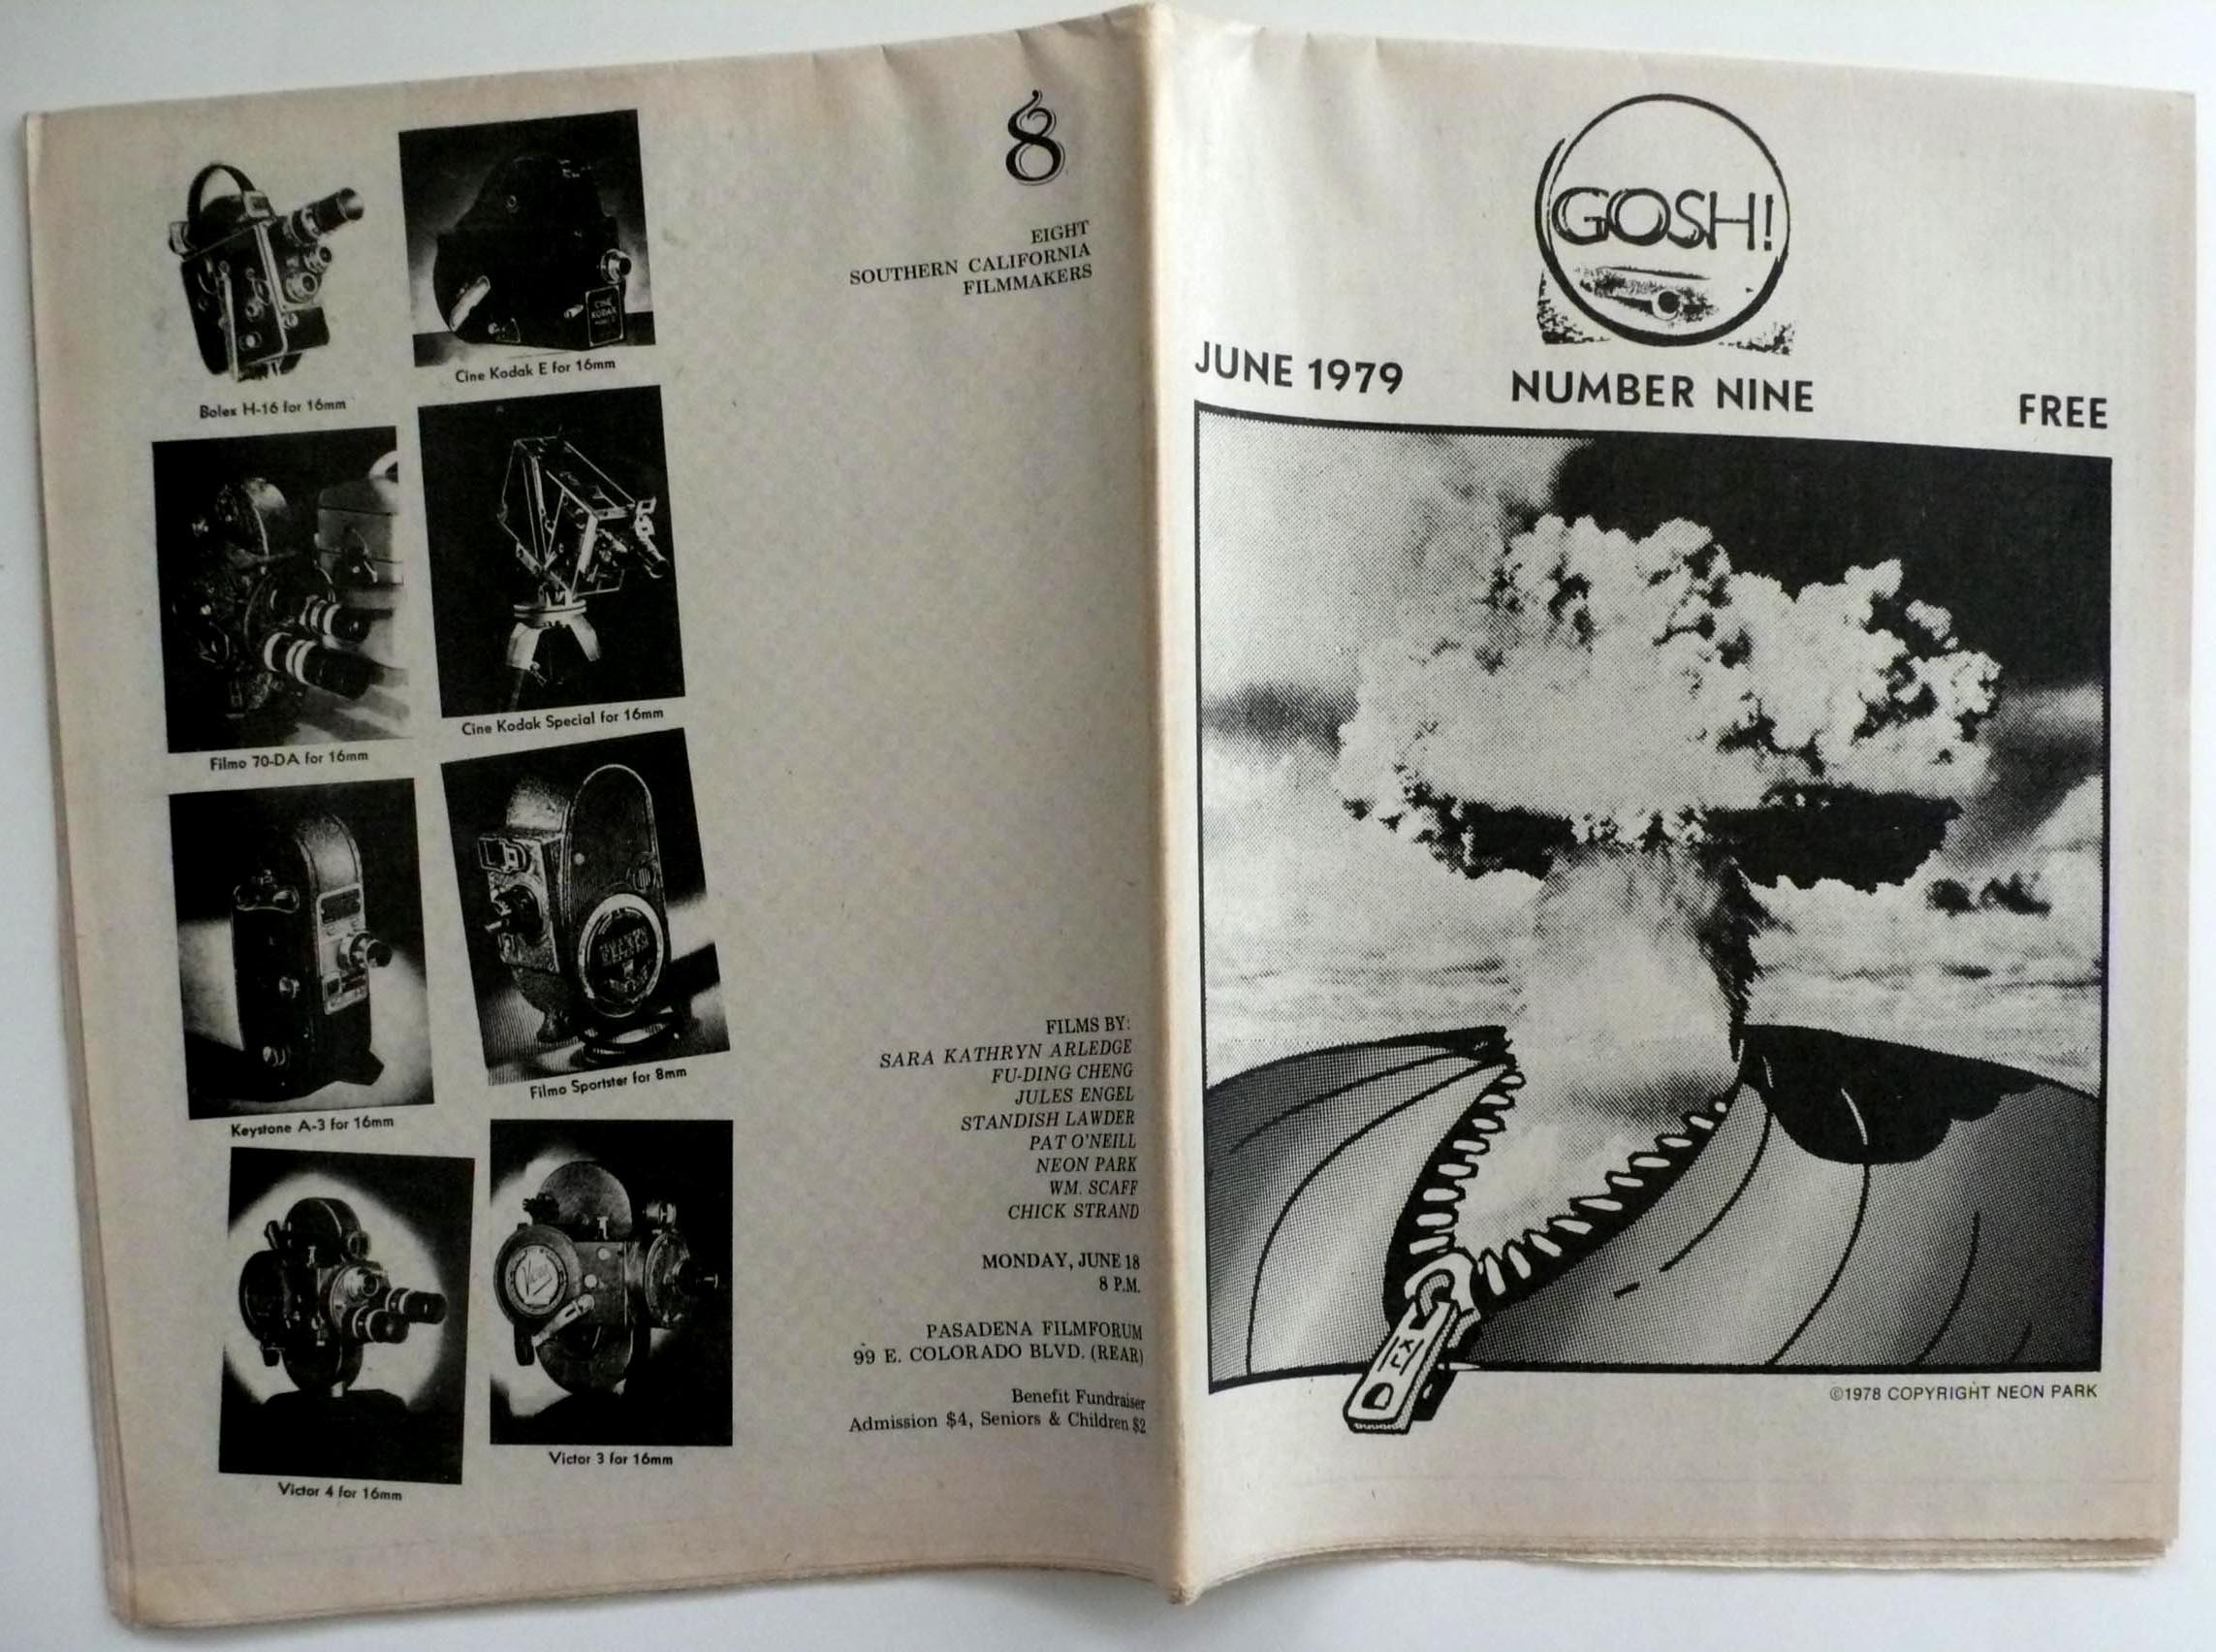 Bolex H-16 for 16mm
CINE
KODAK
Cine Kodak E for 16mm
Filmo 70-DA for 16mm
Cine Kodak Special for 16mm
Keystone A-3 for 16mm
Filmo Sportster for 8mm
Victor 4 for 16mm
Victor
Victor 3 for 16mm
8
EIGHT
SOUTHERN CALIFORNIA
FILMMAKERS
FILMS BY:
SARA KATHRYN ARLEDGE
FU-DING CHENG
JULES ENGEL
STANDISH LAWDER
PAT O'NEILL
NEON PARK
WM. SCAFF
CHICK STRAND
MONDAY, JUNE 18
8 P.M.
PASADENA FILMFORUM
99 E. COLORADO BLVD. (REAR)
Benefit Fundraiser
Admission $4, Seniors & Children $2
GOSH!
JUNE 1979
NUMBER NINE
FREE
©1978 COPYRIGHT NEON PARK